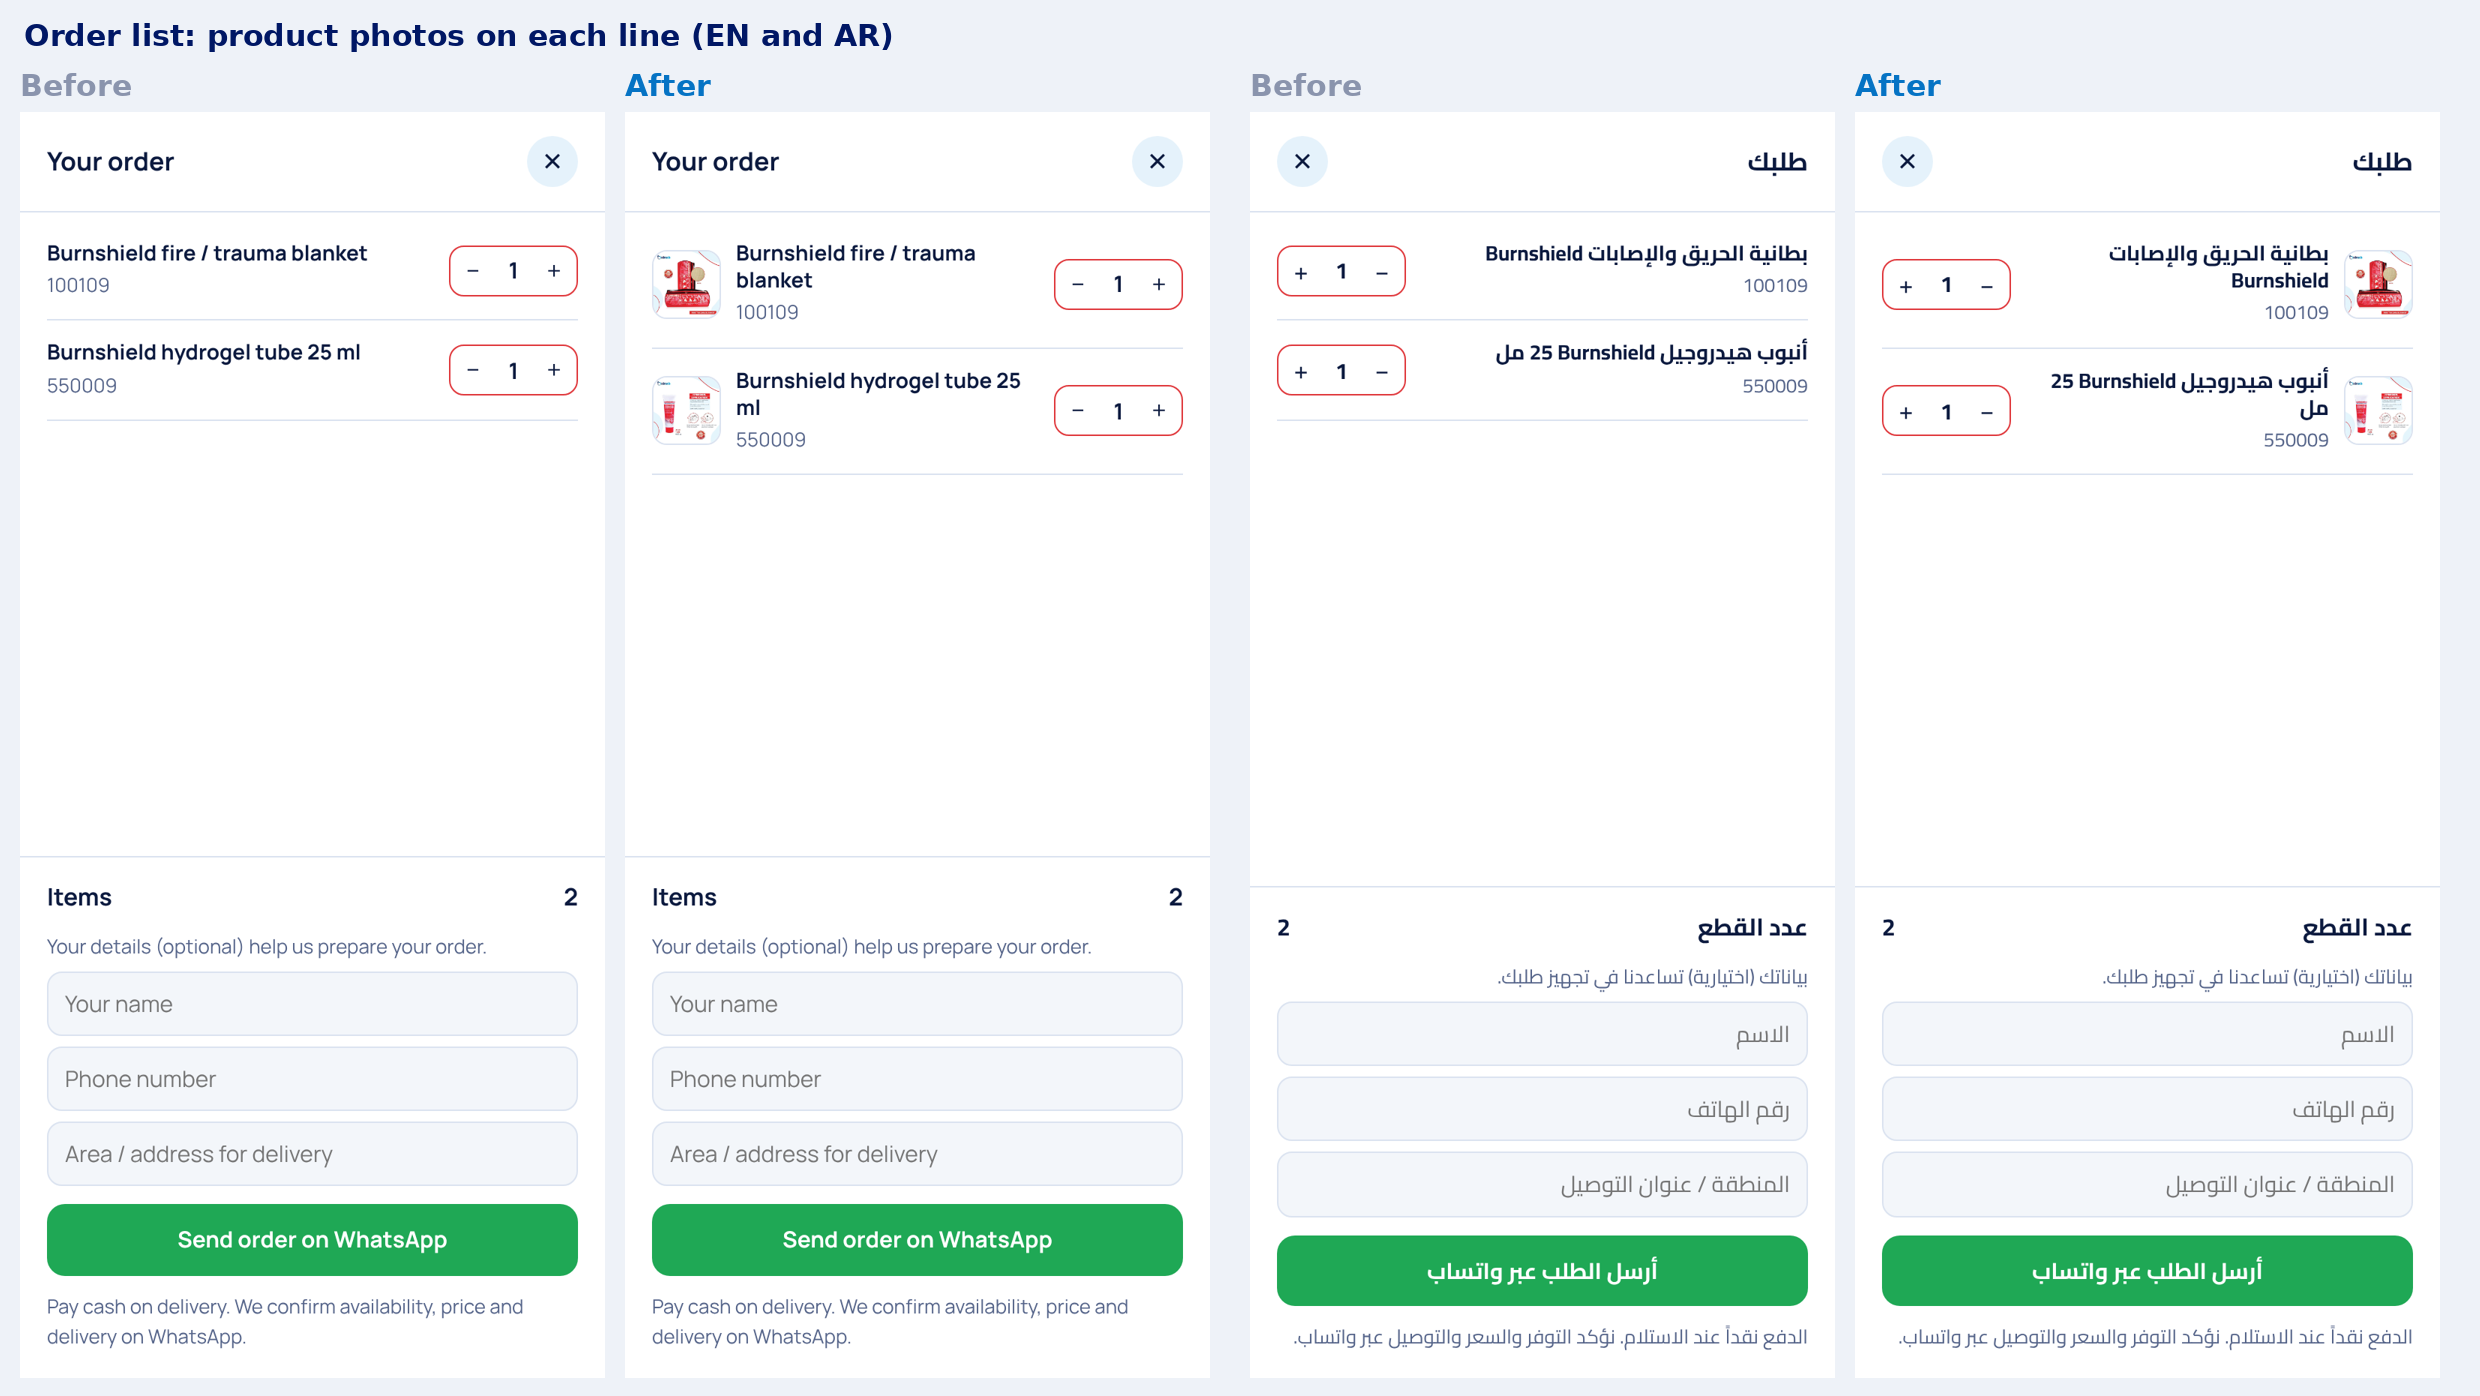 Order list: product photos on each line (EN and AR)
Before
Your order
×
Burnshield fire / trauma blanket
100109
− 1 +
Burnshield hydrogel tube 25 ml
550009
− 1 +
Items 2
Your details (optional) help us prepare your order.
Your name
Phone number
Area / address for delivery
Send order on WhatsApp
Pay cash on delivery. We confirm availability, price and
delivery on WhatsApp.
After
Your order
×
Burnshield fire / trauma
blanket
100109
− 1 +
Burnshield hydrogel tube 25
ml
550009
− 1 +
Items 2
Your details (optional) help us prepare your order.
Your name
Phone number
Area / address for delivery
Send order on WhatsApp
Pay cash on delivery. We confirm availability, price and
delivery on WhatsApp.
Before
طلبك
×
بطانية الحريق والإصابات Burnshield
100109
− 1 +
أنبوب هيدروجيل Burnshield 25 مل
550009
− 1 +
عدد القطع 2
بياناتك (اختيارية) تساعدنا في تجهيز طلبك.
الاسم
رقم الهاتف
المنطقة / عنوان التوصيل
أرسل الطلب عبر واتساب
الدفع نقداً عند الاستلام. نؤكد التوفر والسعر والتوصيل عبر واتساب.
After
طلبك
×
بطانية الحريق والإصابات
Burnshield
100109
− 1 +
أنبوب هيدروجيل Burnshield 25
مل
550009
− 1 +
عدد القطع 2
بياناتك (اختيارية) تساعدنا في تجهيز طلبك.
الاسم
رقم الهاتف
المنطقة / عنوان التوصيل
أرسل الطلب عبر واتساب
الدفع نقداً عند الاستلام. نؤكد التوفر والسعر والتوصيل عبر واتساب.